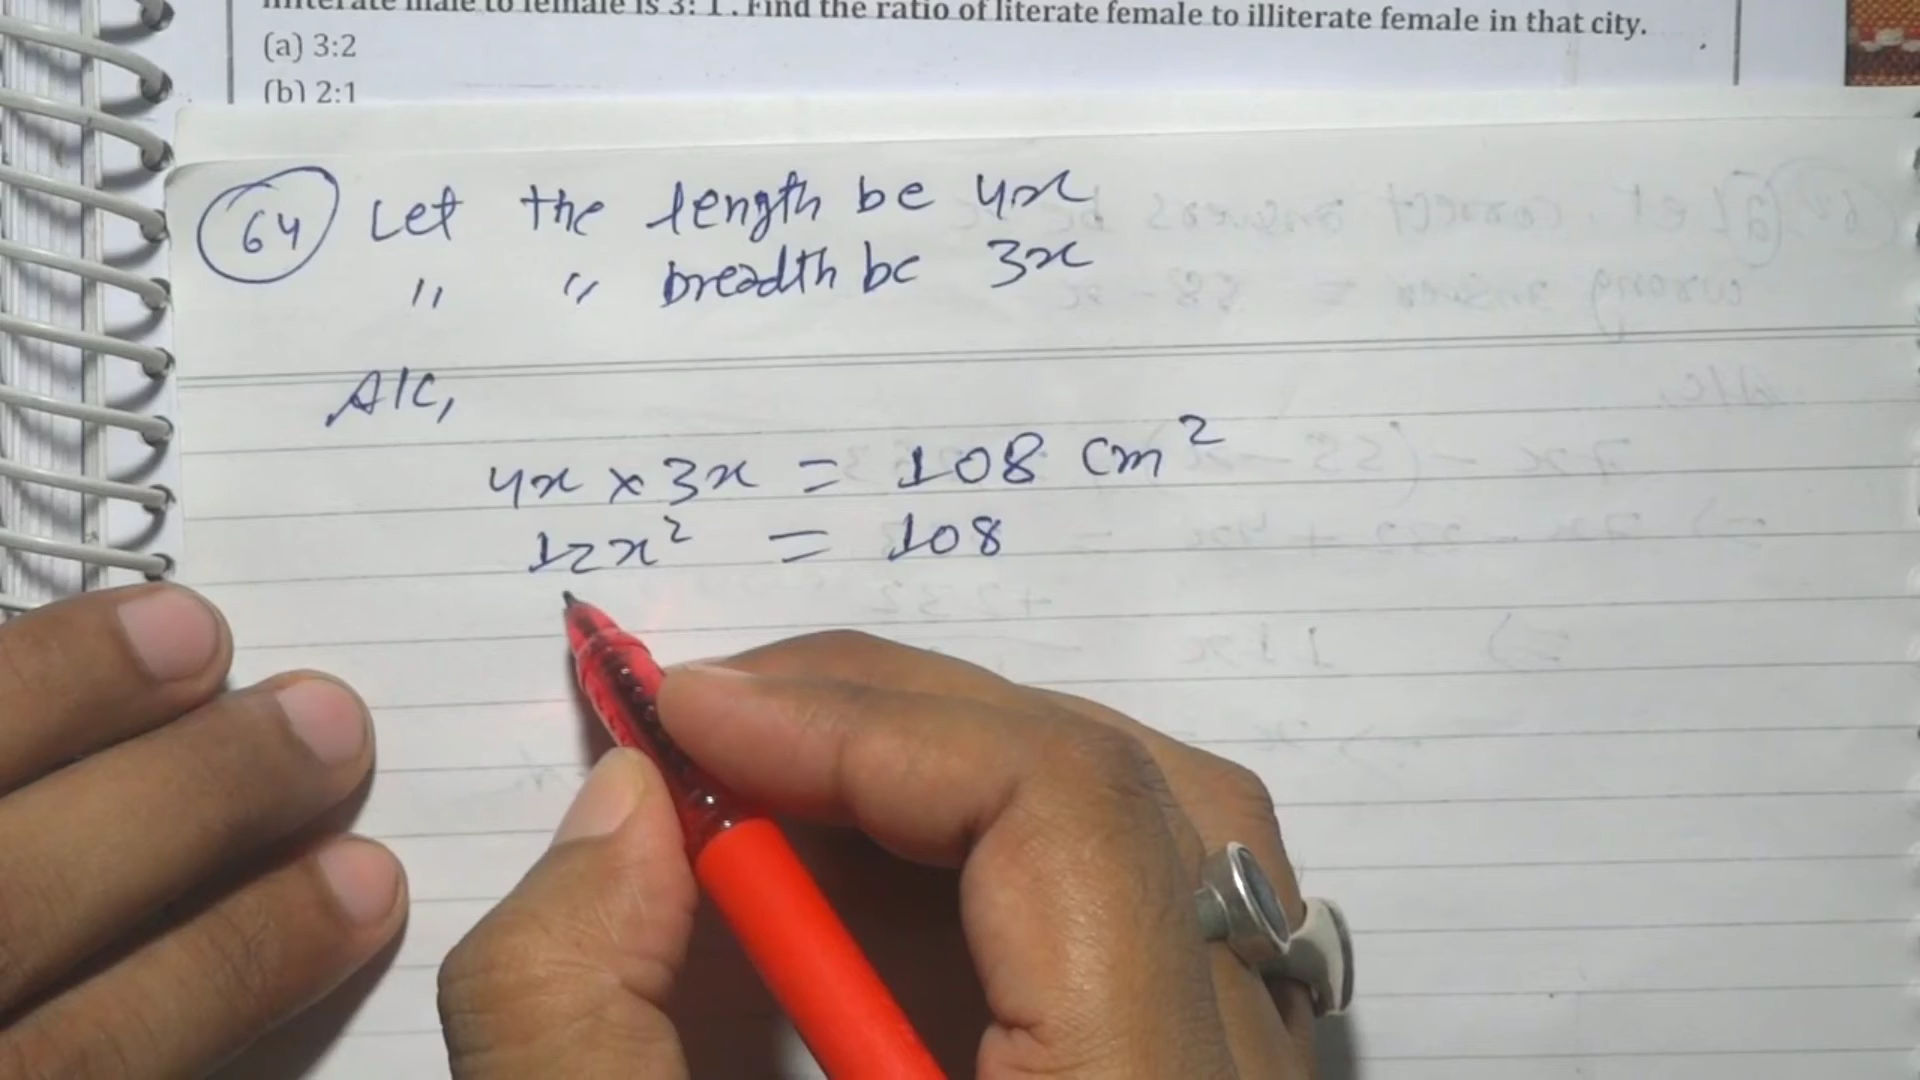 male to female is 3: 1. Find the ratio of literate female to illiterate female in that city.
(a) 3:2
(b) 2:1
64 Let the length be 4x
" " breadth be 3x
A/C,
4x × 3x = 108 cm²
12x² = 108